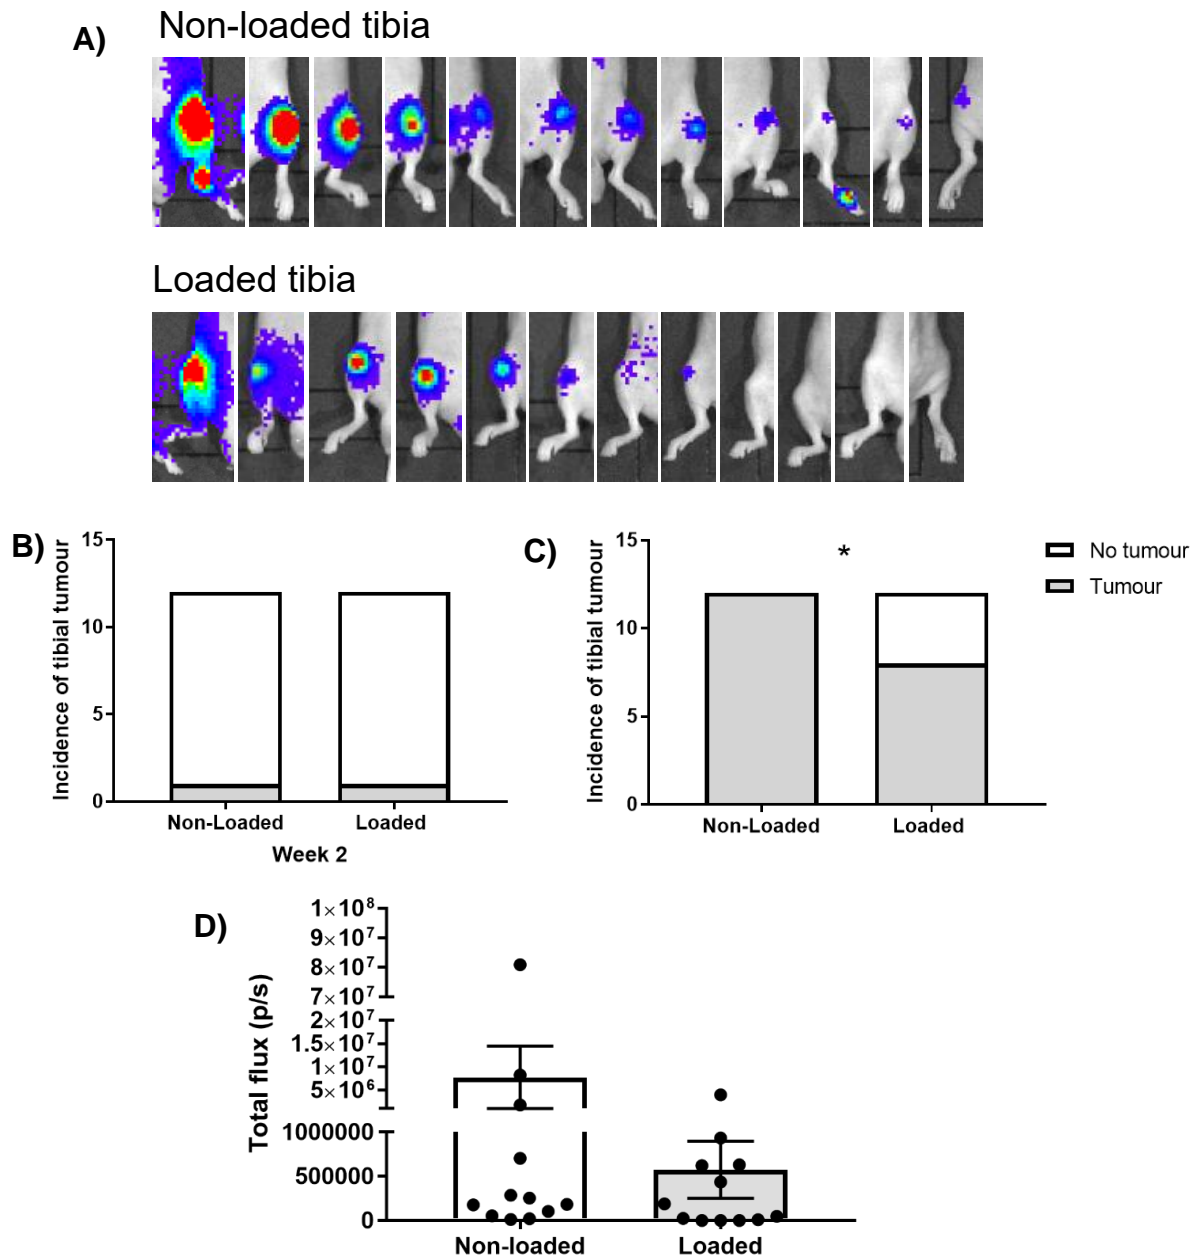 A)
Non-loaded tibia
Loaded tibia
B)
Incidence of tibial tumour
15
10
5
0
Non-Loaded
Loaded
Week 2
C)
Incidence of tibial tumour
15
10
5
0
*
Non-Loaded
Loaded
No tumour
Tumour
D)
Total flux (p/s)
1×10⁸
9×10⁷
8×10⁷
7×10⁷
2×10⁷
1.5×10⁷
1×10⁷
5×10⁶
1000000
500000
0
Non-loaded
Loaded